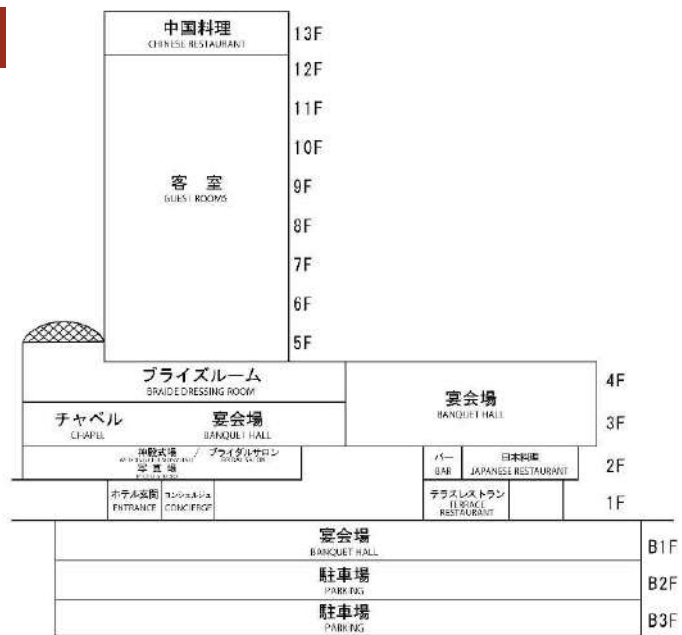 中国料理
CHINESE RESTAURANT
13F
12F
11F
10F
客 室
GUEST ROOMS
9F
8F
7F
6F
5F
ブライズルーム
BRAIDE DRESSING ROOM
4F
宴会場
BANQUET HALL
チャペル
CHAPEL
宴会場
BANQUET HALL
3F
神殿式場 / ブライダルサロン
写真場
バー
BAR
日本料理
JAPANESE RESTAURANT
2F
ホテル玄関
ENTRANCE
コンシェルジュ
CONCIERGE
テラスレストラン
TERRACE
RESTAURANT
1F
宴会場
BANQUET HALL
B1F
駐車場
PARKING
B2F
駐車場
PARKING
B3F